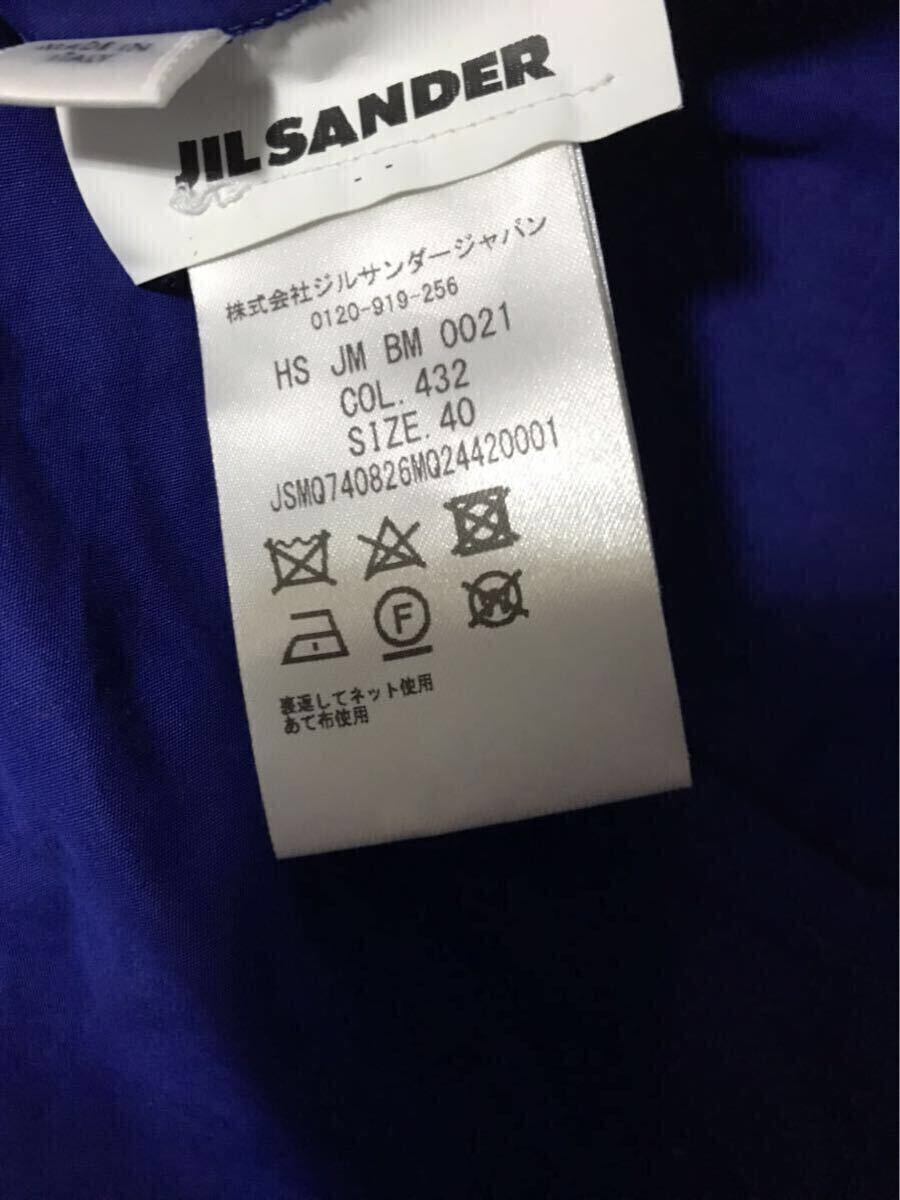 MADE IN
ITALY
JIL SANDER
株式会社ジルサンダージャパン
0120-919-256
HS JM BM 0021
COL. 432
SIZE. 40
JSMQ740826MQ24420001
F
W
裏返してネット使用
あて布使用